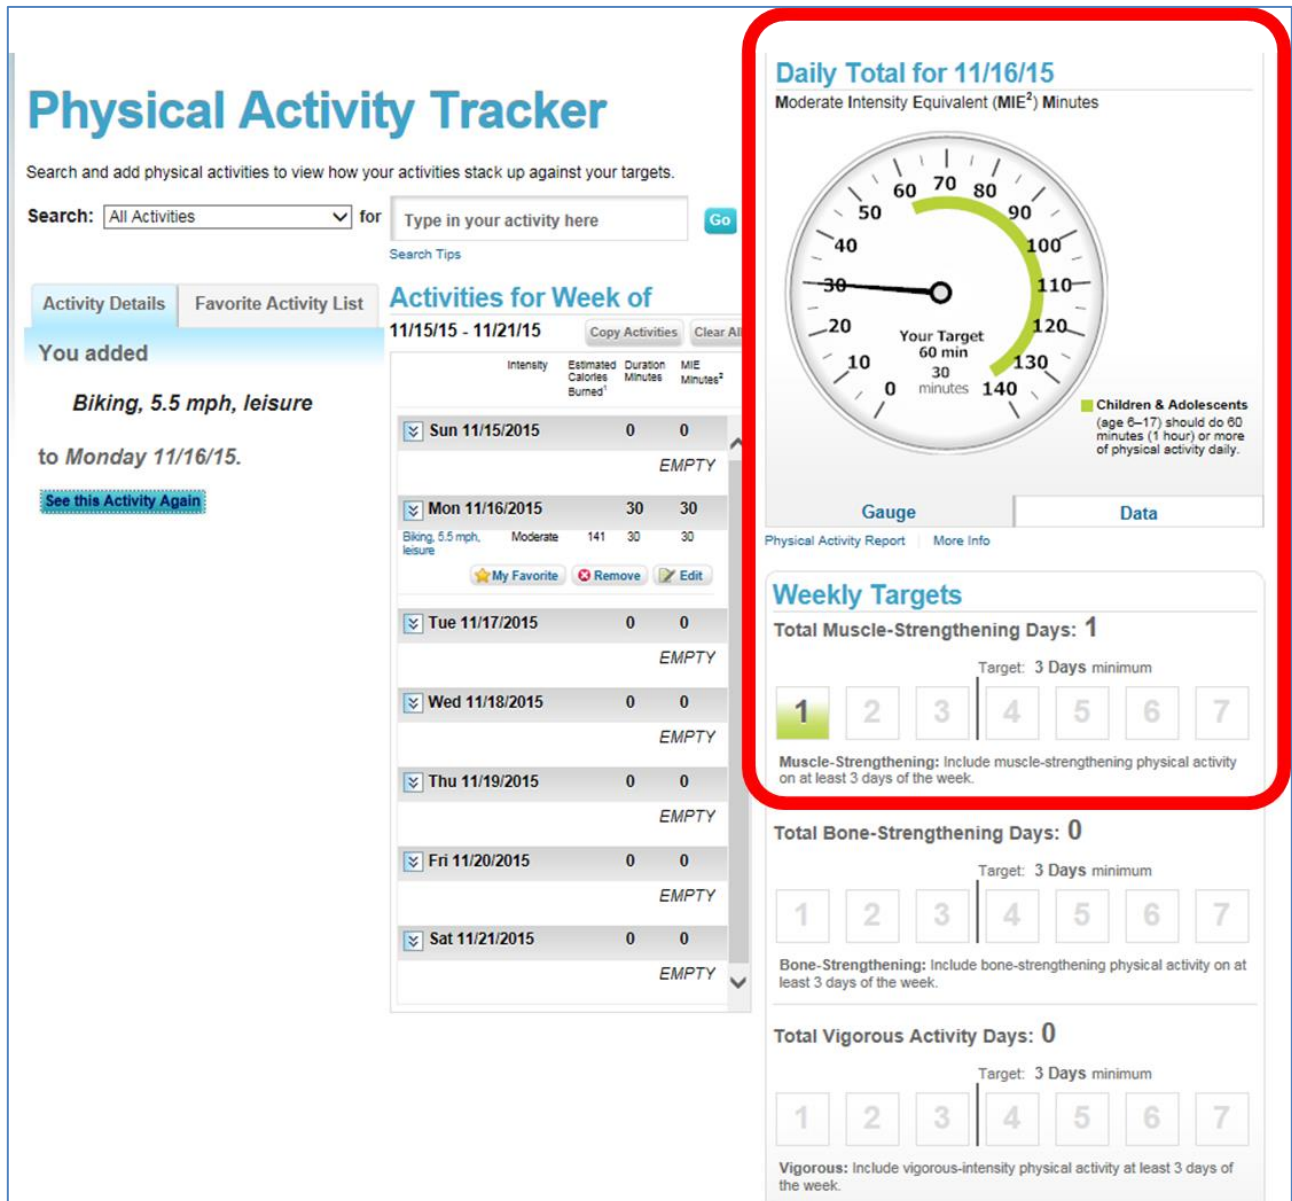 Physical Activity Tracker
Search and add physical activities to view how your activities stack up against your targets.
Search: All Activities for Type in your activity here Go
Search Tips
Activity Details Favorite Activity List
You added
Biking, 5.5 mph, leisure
to Monday 11/16/15.
See this Activity Again
Activities for Week of
11/15/15 - 11/21/15 Copy Activities Clear All
Intensity Estimated Duration MIE
Calories Minutes Minutes²
Burned¹
Sun 11/15/2015 0 0
EMPTY
Mon 11/16/2015 30 30
Biking, 5.5 mph, Moderate 141 30 30
leisure
My Favorite Remove Edit
Tue 11/17/2015 0 0
EMPTY
Wed 11/18/2015 0 0
EMPTY
Thu 11/19/2015 0 0
EMPTY
Fri 11/20/2015 0 0
EMPTY
Sat 11/21/2015 0 0
EMPTY
Daily Total for 11/16/15
Moderate Intensity Equivalent (MIE²) Minutes
60 70 80
50 90
40 100
30 110
20 120
10 130
0 140
Your Target
60 min
30
minutes
Children & Adolescents
(age 6–17) should do 60
minutes (1 hour) or more
of physical activity daily.
Gauge Data
Physical Activity Report More Info
Weekly Targets
Total Muscle-Strengthening Days: 1
Target: 3 Days minimum
1 2 3 4 5 6 7
Muscle-Strengthening: Include muscle-strengthening physical activity
on at least 3 days of the week.
Total Bone-Strengthening Days: 0
Target: 3 Days minimum
1 2 3 4 5 6 7
Bone-Strengthening: Include bone-strengthening physical activity on at
least 3 days of the week.
Total Vigorous Activity Days: 0
Target: 3 Days minimum
1 2 3 4 5 6 7
Vigorous: Include vigorous-intensity physical activity at least 3 days of
the week.